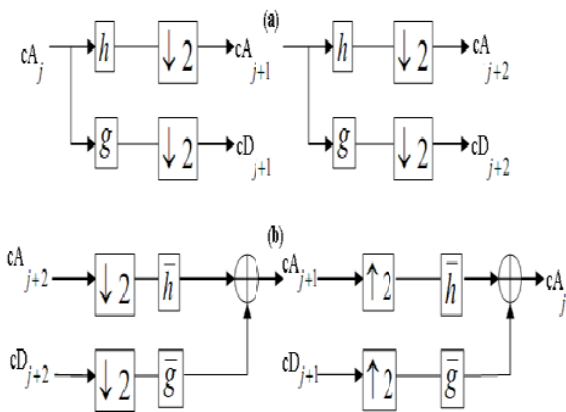 (a)
cA j h ↓2 cA j+1 h ↓2 cA j+2
g ↓2 cD j+1 g ↓2 cD j+2
(b)
cA j+2 ↓2 h̅ cA j+1 ↑2 h̅ cA j
cD j+2 ↓2 g̅ cD j+1 ↑2 g̅